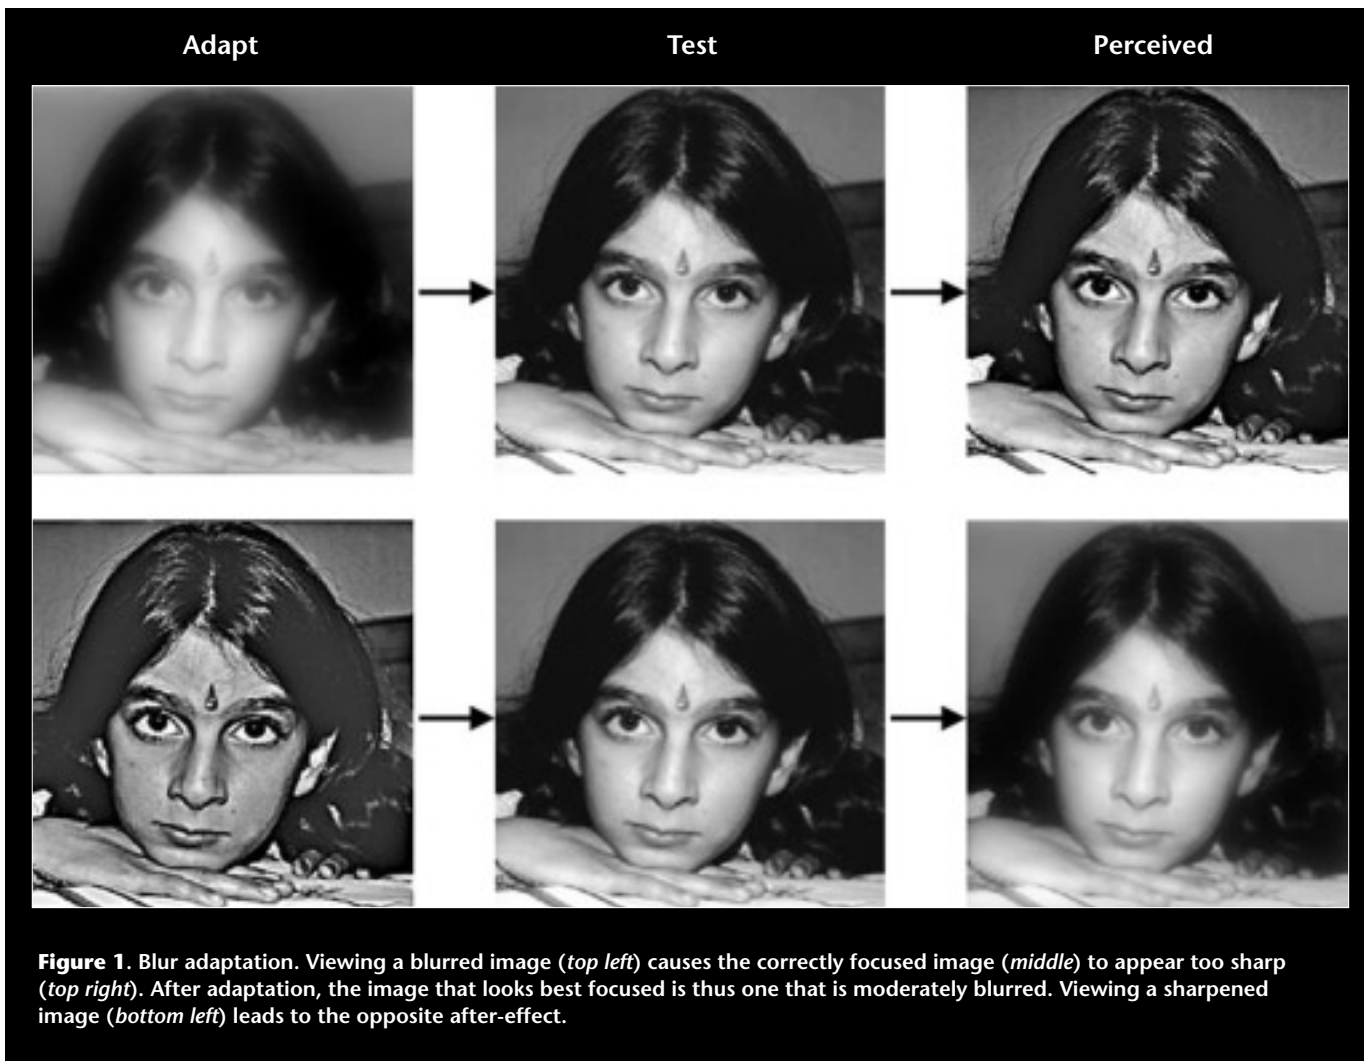 Adapt Test Perceived
Figure 1. Blur adaptation. Viewing a blurred image (top left) causes the correctly focused image (middle) to appear too sharp
(top right). After adaptation, the image that looks best focused is thus one that is moderately blurred. Viewing a sharpened
image (bottom left) leads to the opposite after-effect.